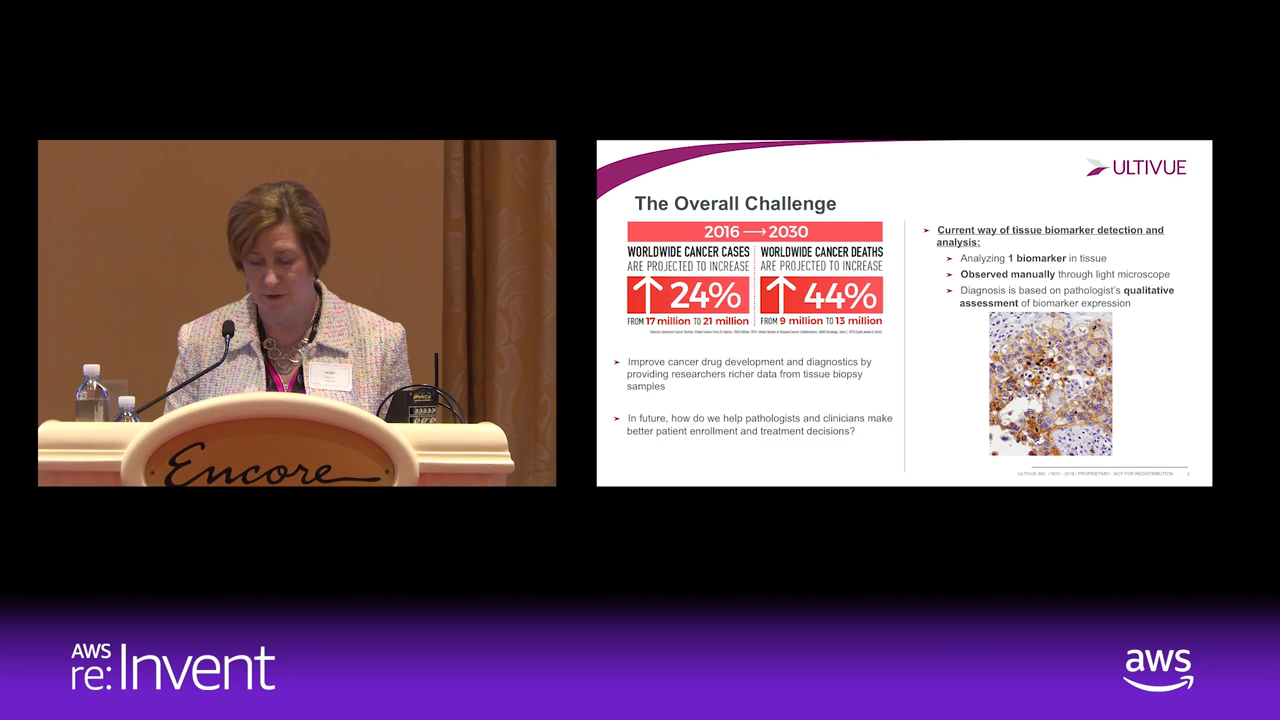 Encore
ULTIVUE
The Overall Challenge
2016 → 2030
WORLDWIDE CANCER CASES
ARE PROJECTED TO INCREASE
24%
FROM 17 million TO 21 million
WORLDWIDE CANCER DEATHS
ARE PROJECTED TO INCREASE
44%
FROM 9 million TO 13 million
Improve cancer drug development and diagnostics by
providing researchers richer data from tissue biopsy
samples
In future, how do we help pathologists and clinicians make
better patient enrollment and treatment decisions?
Current way of tissue biomarker detection and
analysis:
Analyzing 1 biomarker in tissue
Observed manually through light microscope
Diagnosis is based on pathologist's qualitative
assessment of biomarker expression
PROPRIETARY - NOT FOR REDISTRIBUTION
2
AWS
re:Invent
aws